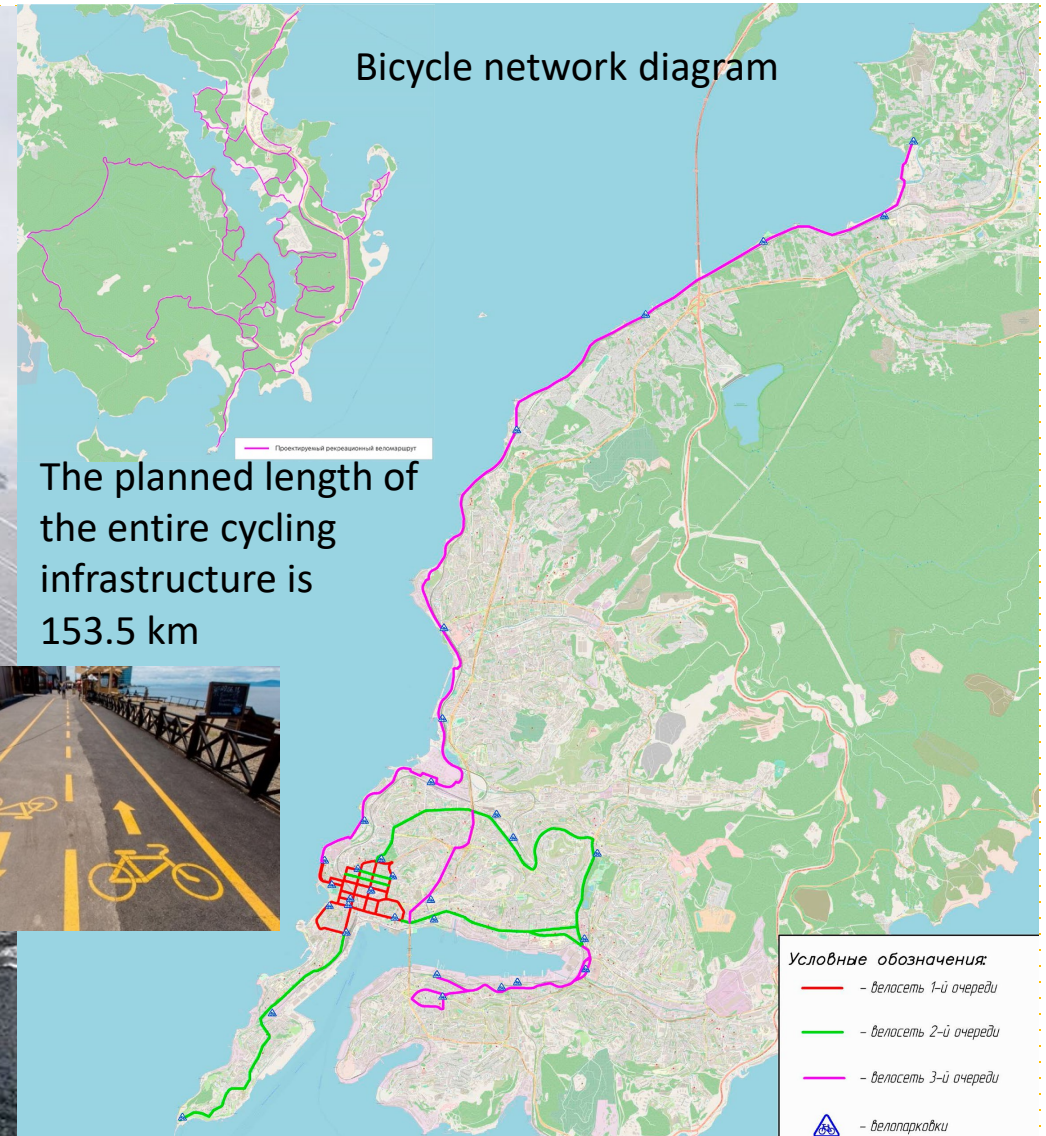 Bicycle network diagram
Проектируемый рекреационный веломаршрут
The planned length of
the entire cycling
infrastructure is
153.5 km
Условные обозначения:
– велосеть 1-й очереди
– велосеть 2-й очереди
– велосеть 3-й очереди
– велопарковки